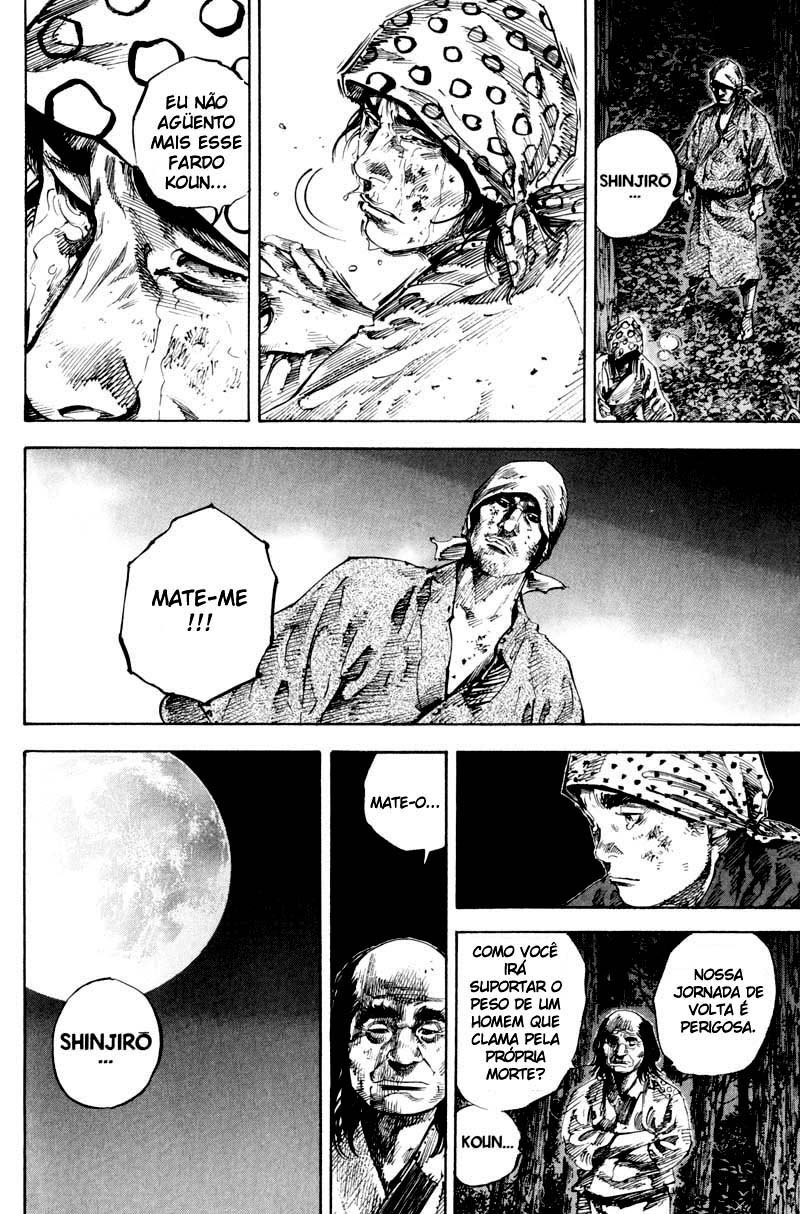 SHINJIRŌ
...
EU NÃO
AGÜENTO
MAIS ESSE
FARDO
KOUN...
MATE-ME
!!!
NOSSA
JORNADA DE
VOLTA É
PERIGOSA.
COMO VOCÊ
IRÁ
SUPORTAR O
PESO DE UM
HOMEM QUE
CLAMA PELA
PRÓPRIA
MORTE?
KOUN...
MATE-O...
SHINJIRŌ
...